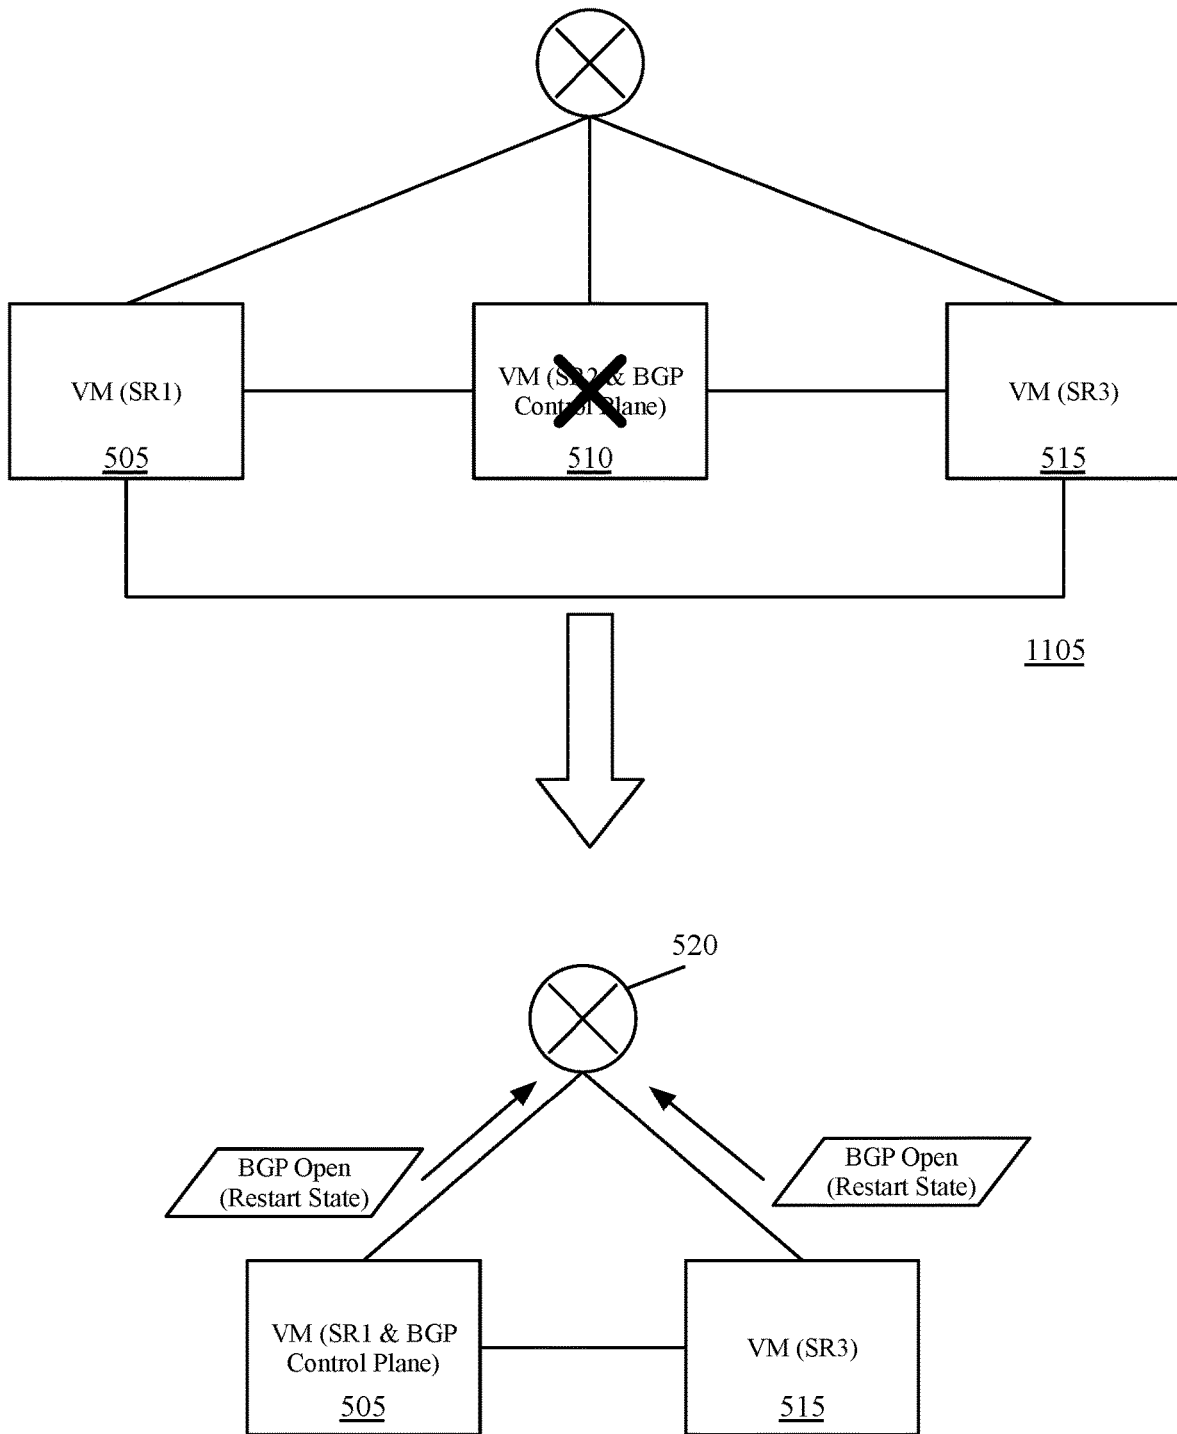 VM (SR1)
505
VM (SR2 & BGP
Control Plane)
510
VM (SR3)
515
1105
520
BGP Open
(Restart State)
BGP Open
(Restart State)
VM (SR1 & BGP
Control Plane)
505
VM (SR3)
515